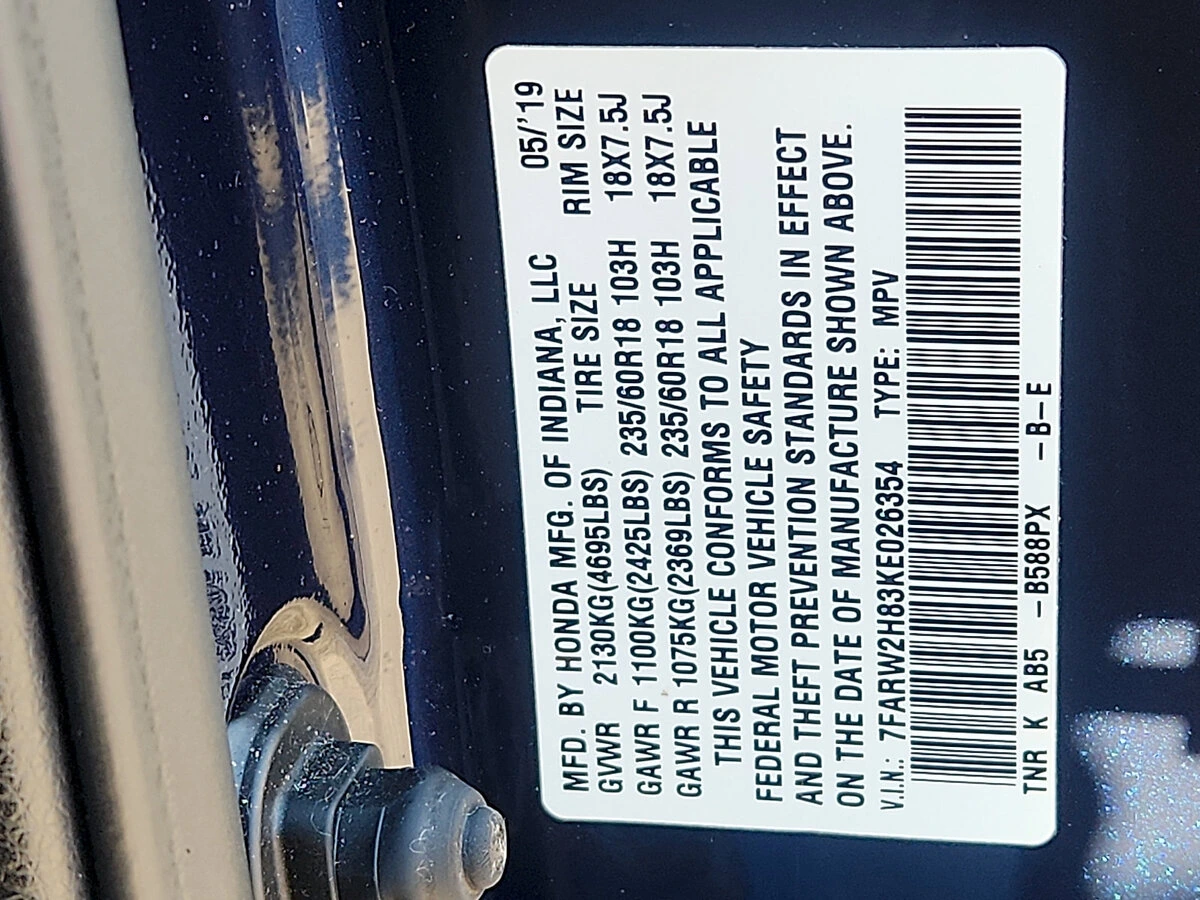 MFD. BY HONDA MFG. OF INDIANA, LLC 05/'19
GVWR 2130KG(4695LBS) TIRE SIZE RIM SIZE
GAWR F 1100KG(2425LBS) 235/60R18 103H 18X7.5J
GAWR R 1075KG(2369LBS) 235/60R18 103H 18X7.5J
THIS VEHICLE CONFORMS TO ALL APPLICABLE
FEDERAL MOTOR VEHICLE SAFETY
AND THEFT PREVENTION STANDARDS IN EFFECT
ON THE DATE OF MANUFACTURE SHOWN ABOVE.
V.I.N.: 7FARW2H83KE026354 TYPE: MPV
TNR K AB5 -B588PX -B-E